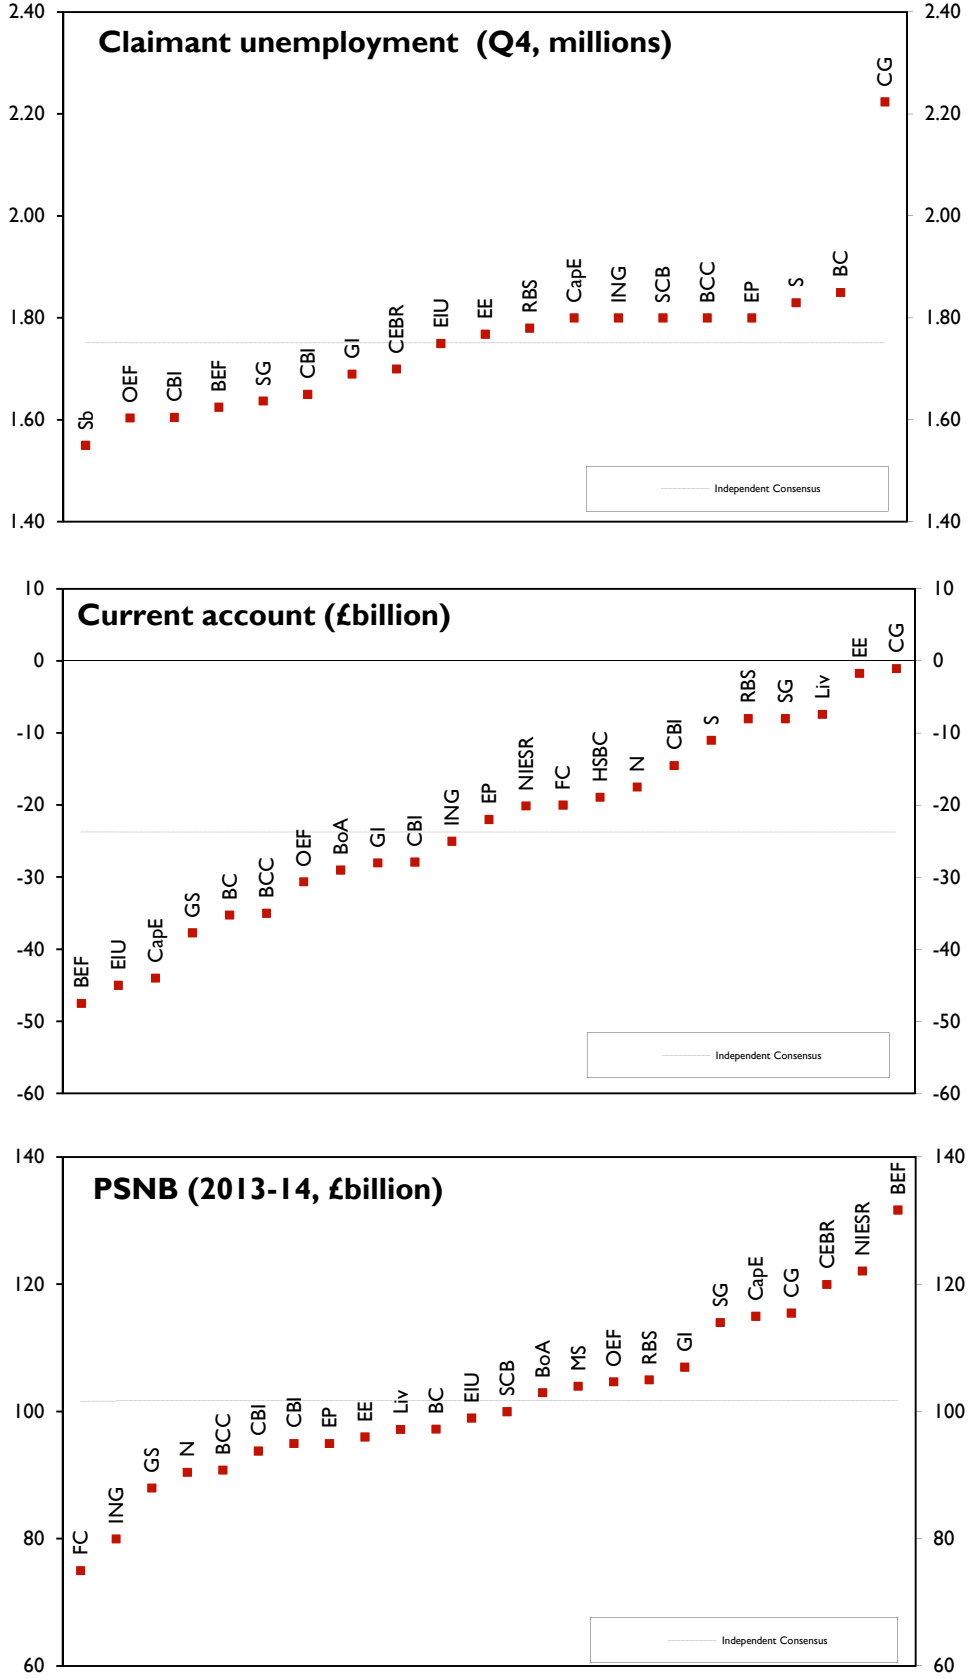 Claimant unemployment (Q4, millions)
2.40
2.20
2.00
1.80
1.60
1.40
2.40
2.20
2.00
1.80
1.60
1.40
Sb
OEF
CBI
BEF
SG
CBI
GI
CEBR
EIU
EE
RBS
CapE
ING
SCB
BCC
EP
S
BC
CG
Independent Consensus
Current account (£billion)
10
0
-10
-20
-30
-40
-50
-60
10
0
-10
-20
-30
-40
-50
-60
BEF
EIU
CapE
GS
BC
BCC
OEF
BoA
GI
CBI
ING
EP
NIESR
FC
HSBC
N
CBI
S
RBS
SG
Liv
EE
CG
Independent Consensus
PSNB (2013-14, £billion)
140
120
100
80
60
140
120
100
80
60
FC
ING
GS
N
BCC
CBI
CBI
EP
EE
Liv
BC
EIU
SCB
BoA
MS
OEF
RBS
GI
SG
CapE
CG
CEBR
NIESR
BEF
Independent Consensus